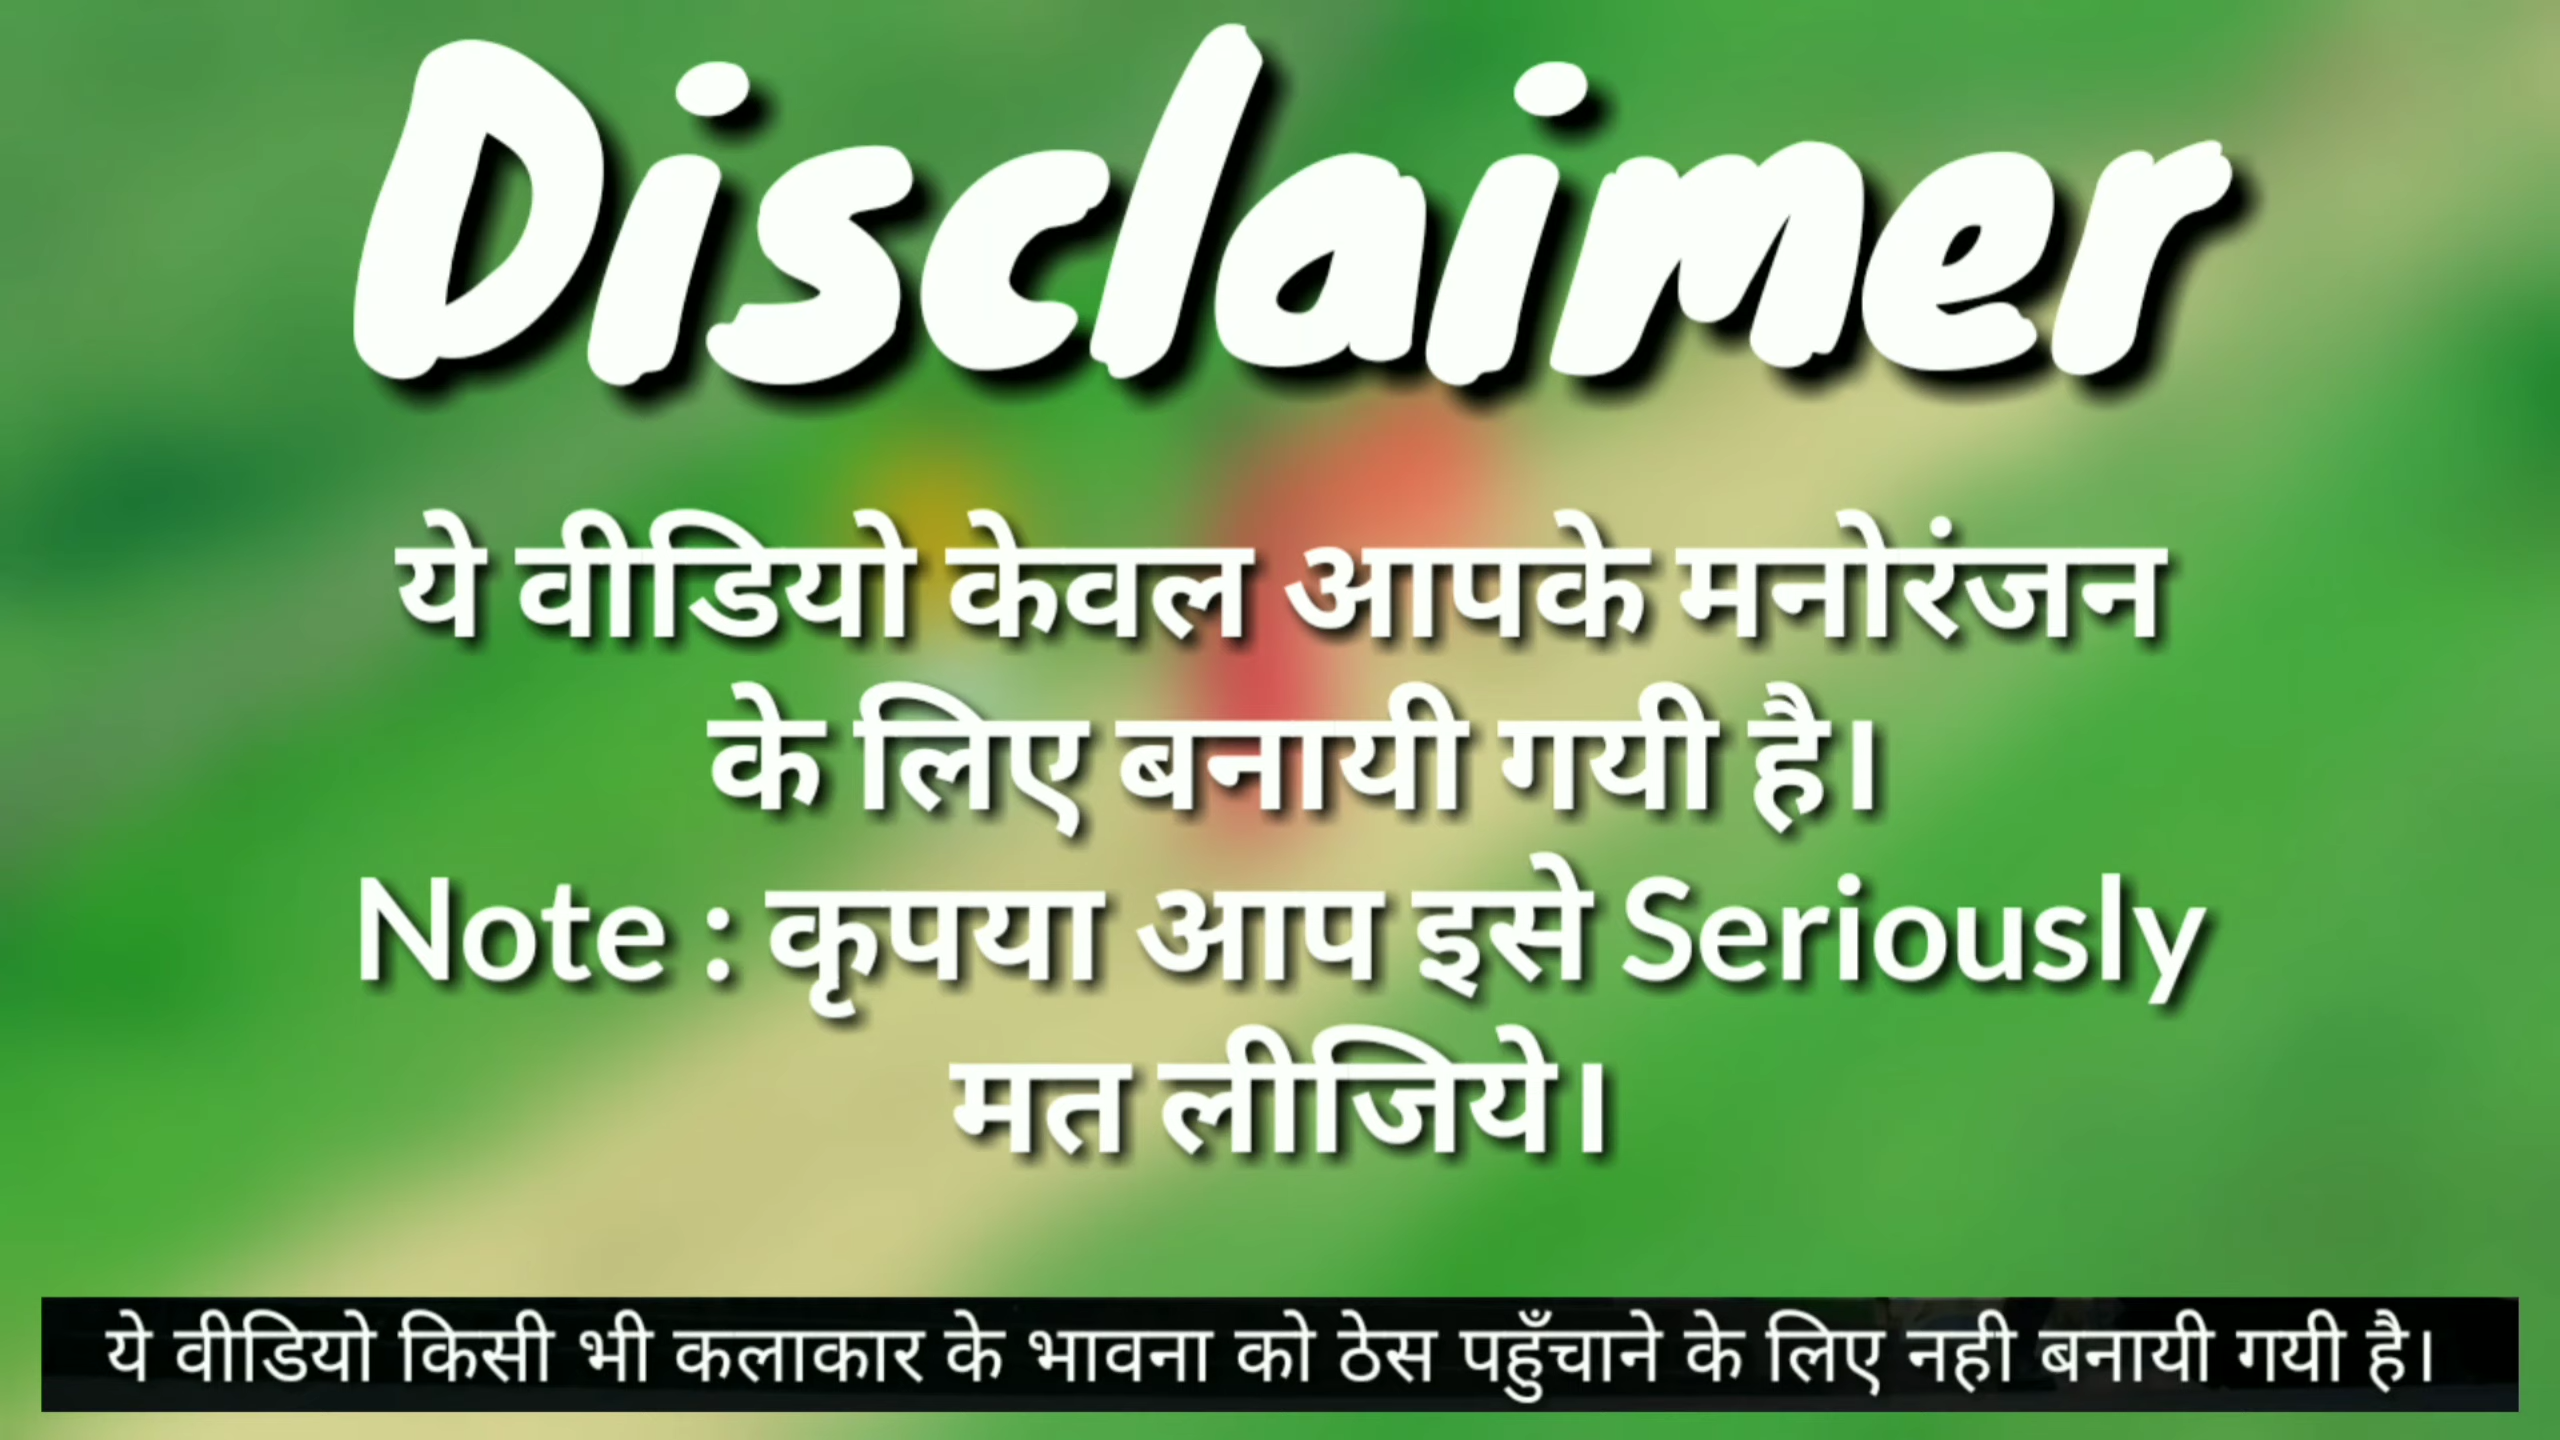 Disclaimer
ये वीडियो केवल आपके मनोरंजन
के लिए बनायी गयी है।
Note : कृपया आप इसे Seriously
मत लीजिये।
ये वीडियो किसी भी कलाकार के भावना को ठेस पहुँचाने के लिए नही बनायी गयी है।